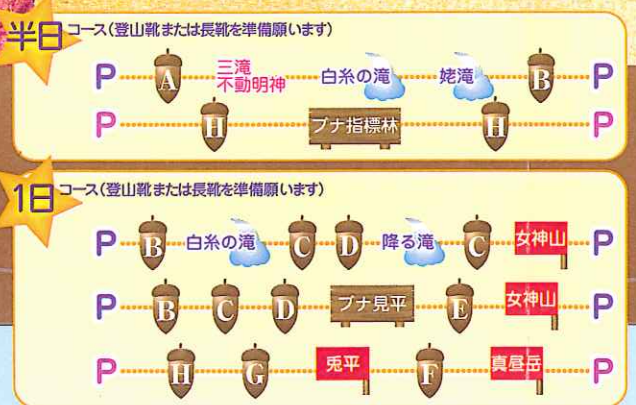 半日コース(登山靴または長靴を準備願います)
P A 三滝不動明神 白糸の滝 姥滝 B P
P H ブナ指標林 H P
1日コース(登山靴または長靴を準備願います)
P B 白糸の滝 C D 降る滝 C 女神山 P
P B C D ブナ見平 E 女神山 P
P H G 兎平 F 真昼岳 P